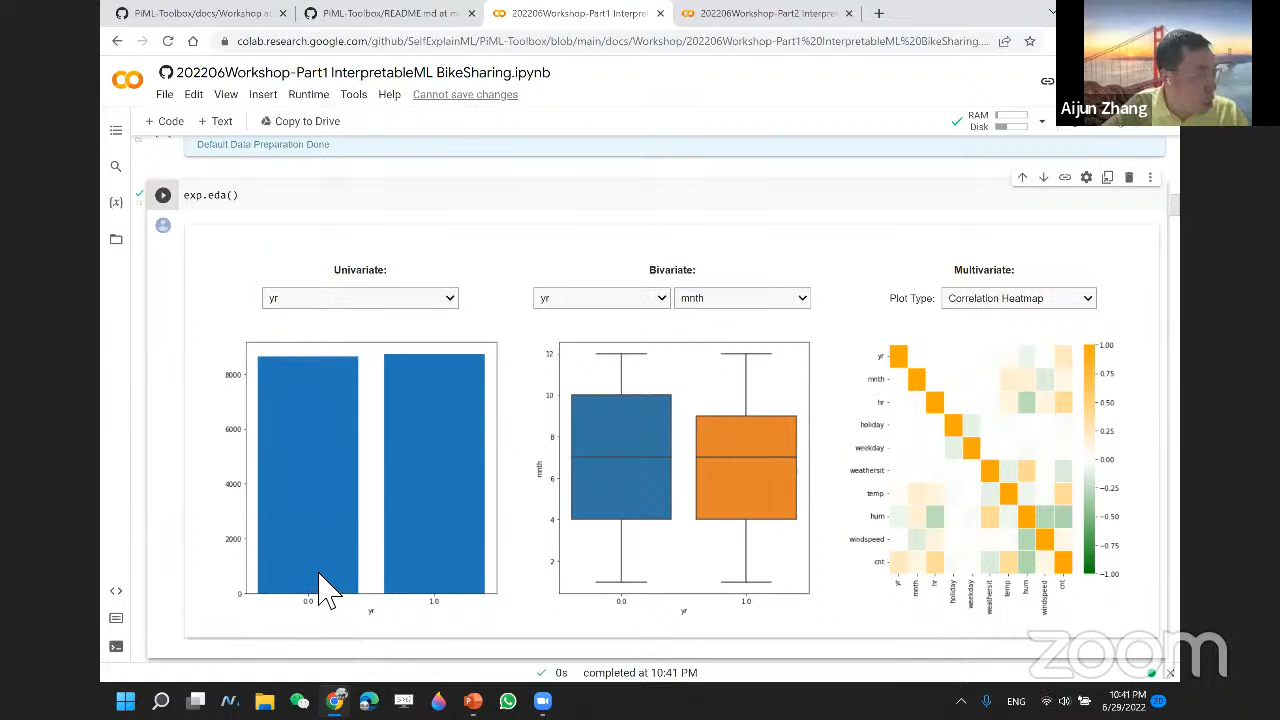 PiML-Toolbox/docs/Workshop a
PiML-Toolbox/README.md at m
202206Workshop-Part1 Interpre
202206Workshop-Part1 Interpre
colab.research.google.com/github/SelfExplainML/PiML-Toolbox/blob/main/docs/Workshop/202206Workshop-Part1%20InterpretableML%20BikeSharing....
Aijun Zhang
202206Workshop-Part1 InterpretableML BikeSharing.ipynb
File Edit View Insert Runtime Tools Help Cannot save changes
+ Code + Text Copy to Drive
RAM
Disk
Default Data Preparation Done
exp.eda()
Univariate: Bivariate: Multivariate:
yr yr mnth Plot Type: Correlation Heatmap
8000
6000
4000
2000
0
0.0 1.0
yr
12
10
8
6
4
2
mnth
0.0 1.0
yr
yr
mnth
hr
holiday
weekday
weathersit
temp
hum
windspeed
cnt
yr mnth hr holiday weekday weathersit temp hum windspeed cnt
1.00
0.75
0.50
0.25
0.00
−0.25
−0.50
−0.75
−1.00
zoom
0s completed at 10:41 PM
ENG
10:41 PM
6/29/2022
20